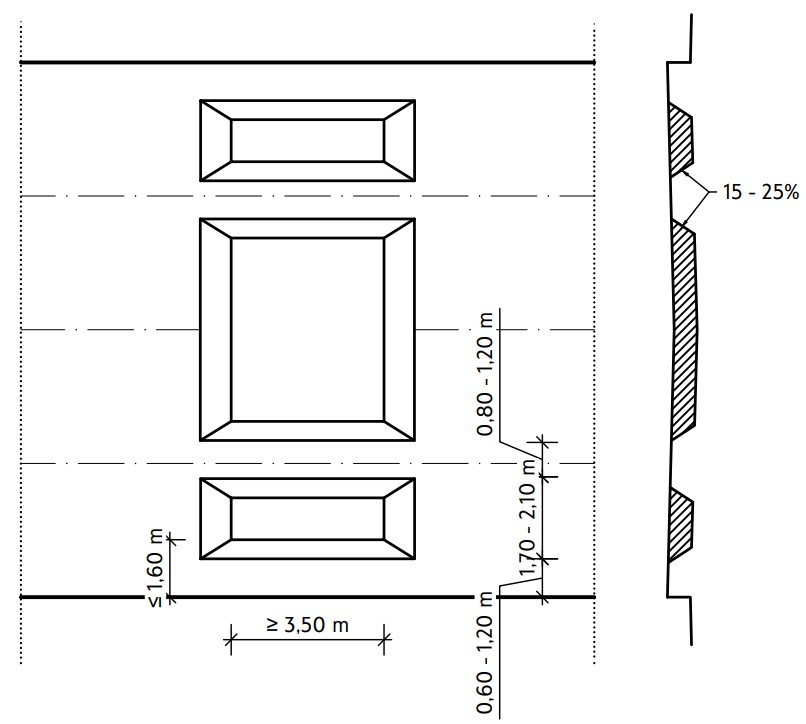 15 - 25%
0,80 - 1,20 m
1,70 - 2,10 m
≤ 1,60 m
≥ 3,50 m
0,60 - 1,20 m